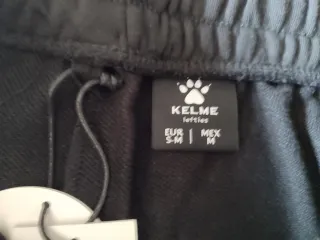 KELME
lefties
EUR | MEX
S-M | M